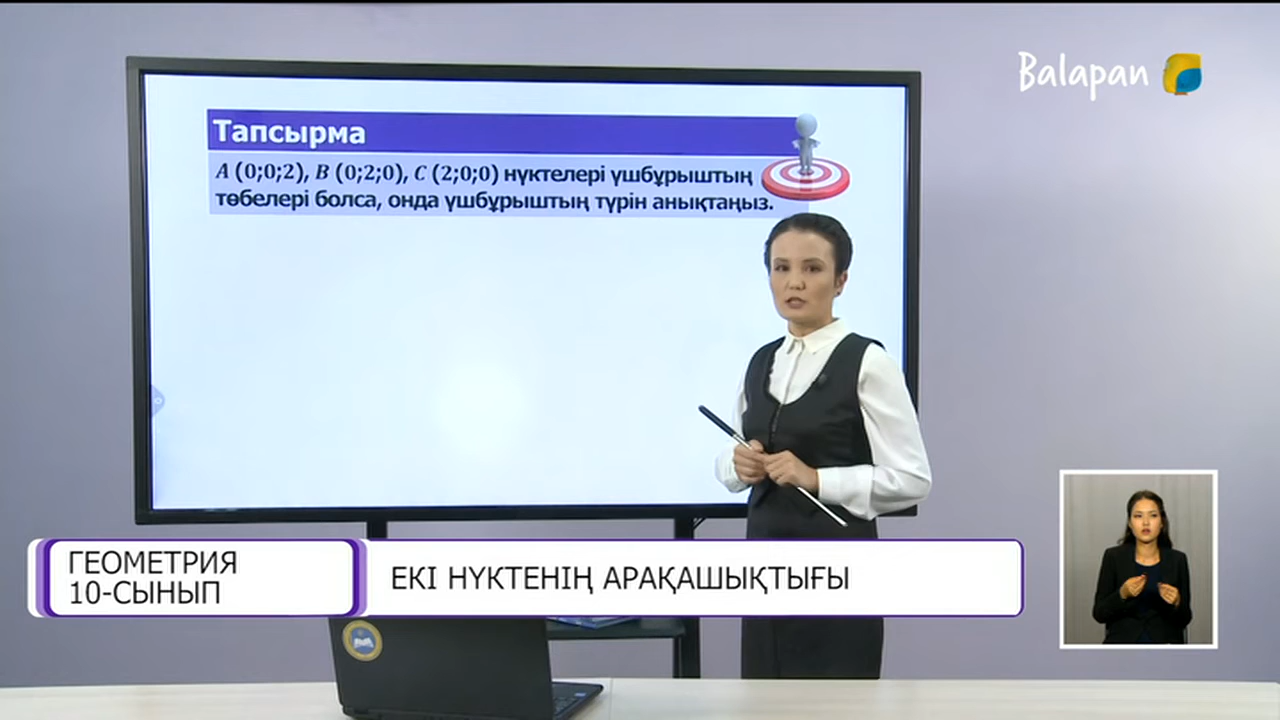 Balapan
Тапсырма
A (0;0;2), B (0;2;0), C (2;0;0) нүктелері үшбұрыштың
төбелері болса, онда үшбұрыштың түрін анықтаңыз.
ГЕОМЕТРИЯ
10-СЫНЫП
ЕКІ НҮКТЕНІҢ АРАҚАШЫҚТЫҒЫ